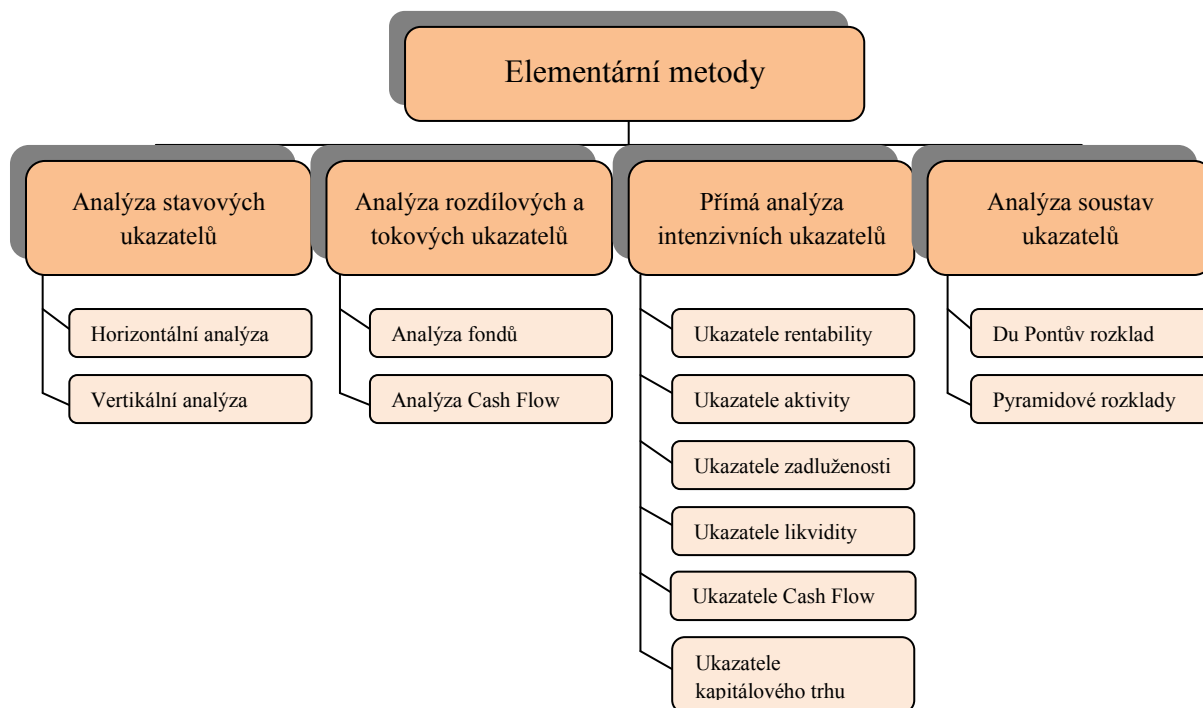 Elementární metody
Analýza stavových
ukazatelů
Horizontální analýza
Vertikální analýza
Analýza rozdílových a
tokových ukazatelů
Analýza fondů
Analýza Cash Flow
Přímá analýza
intenzivních ukazatelů
Ukazatele rentability
Ukazatele aktivity
Ukazatele zadluženosti
Ukazatele likvidity
Ukazatele Cash Flow
Ukazatele
kapitálového trhu
Analýza soustav
ukazatelů
Du Pontův rozklad
Pyramidové rozklady